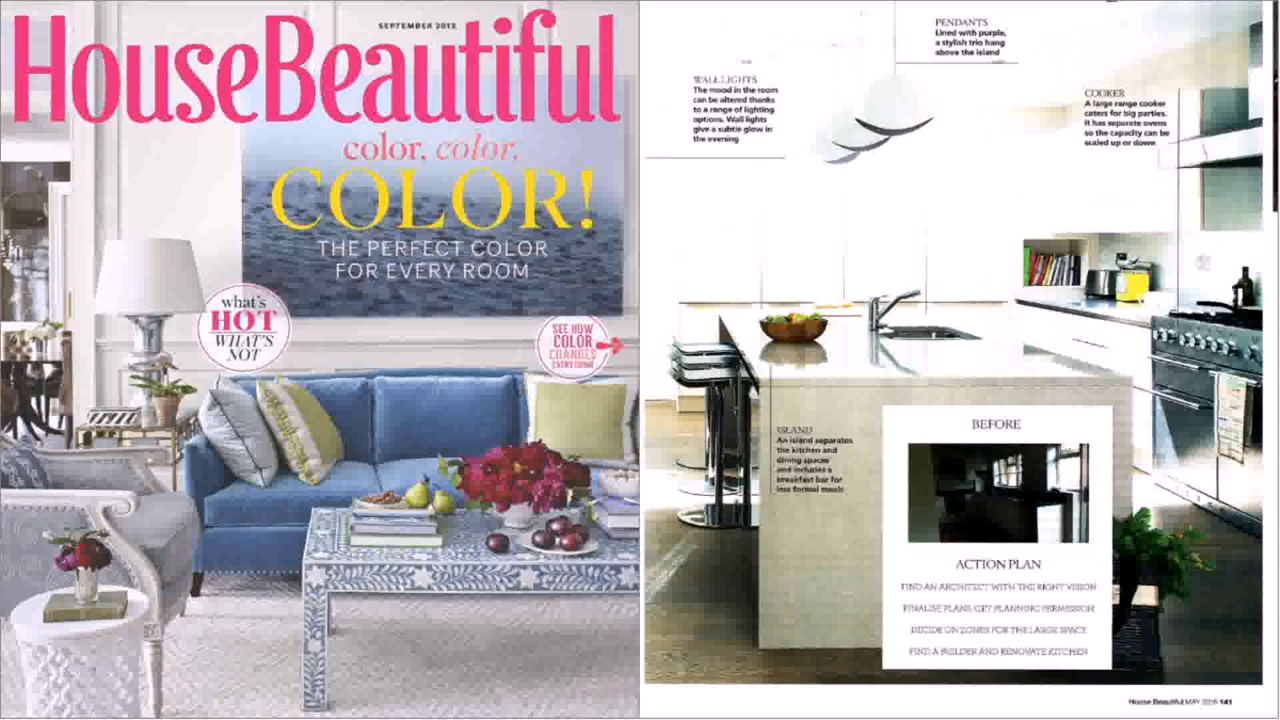 SEPTEMBER 2012
HouseBeautiful
color. color.
COLOR!
THE PERFECT COLOR
FOR EVERY ROOM
what's
HOT
WHAT'S
NOT
SEE HOW
COLOR
CHANGES
EVERYTHING
PENDANTS
Lined with purple,
a stylish trio hang
above the island
WALL LIGHTS
The mood in the room
can be altered thanks
to a range of lighting
options. Wall lights
give a subtle glow in
the evening
COOKER
A large range cooker
caters for big parties.
It has separate ovens
so the capacity can be
scaled up or down
ISLAND
An island separates
the kitchen and
dining spaces
and includes a
breakfast bar for
less formal meals
BEFORE
ACTION PLAN
FIND AN ARCHITECT WITH THE RIGHT VISION
FINALISE PLANS/GET PLANNING PERMISSION
DECIDE ON ZONES FOR THE LARGE SPACE
FIND A BUILDER AND RENOVATE KITCHEN
House Beautiful MAY 2015 141